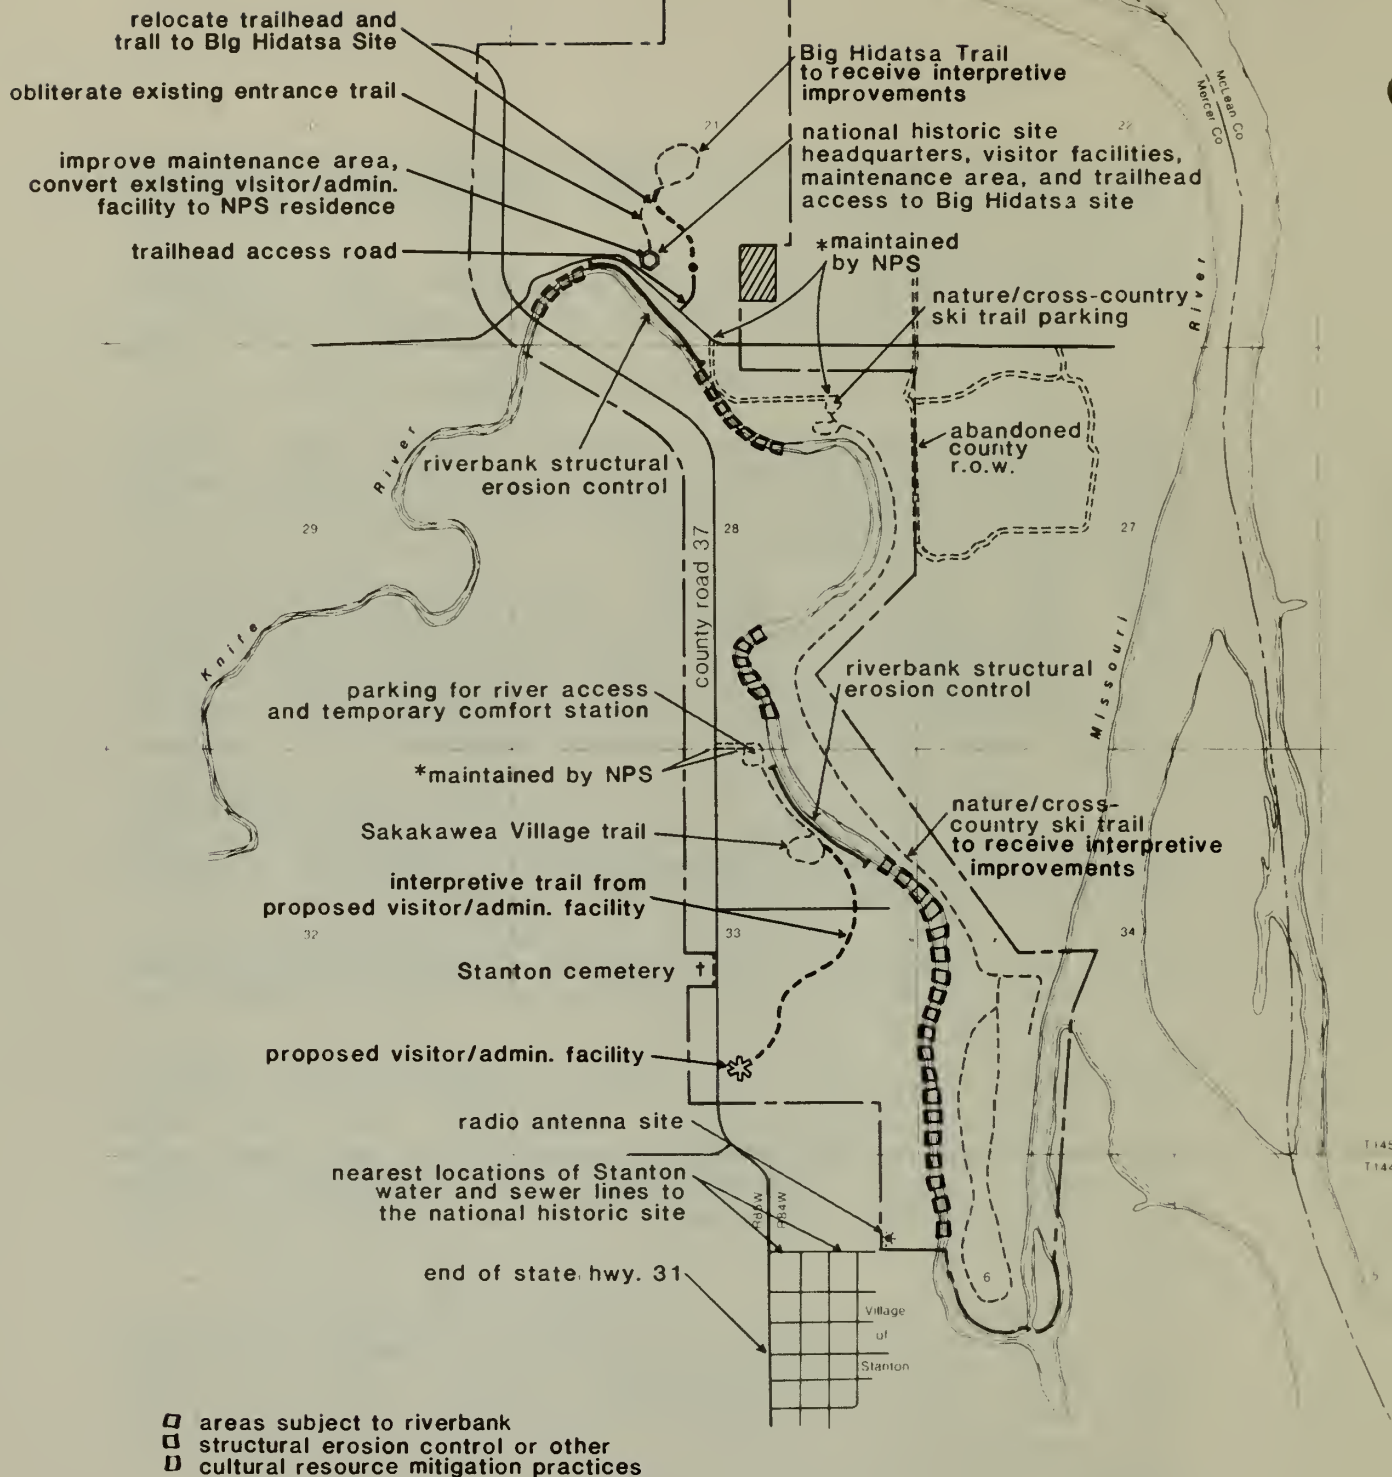 relocate trailhead and
trail to Big Hidatsa Site
obliterate existing entrance trail
improve maintenance area,
convert existing visitor/admin.
facility to NPS residence
trailhead access road
Big Hidatsa Trail
to receive interpretive
improvements
21
22
McLean Co
Mercer Co
national historic site
headquarters, visitor facilities,
maintenance area, and trailhead
access to Big Hidatsa site
*maintained
by NPS
nature/cross-country
ski trail parking
River
abandoned
county
r.o.w.
River
riverbank structural
erosion control
29
28
27
county road 37
Knife
Missouri
riverbank structural
erosion control
parking for river access
and temporary comfort station
*maintained by NPS
Sakakawea Village trail
nature/cross-
country ski trail
to receive interpretive
improvements
interpretive trail from
proposed visitor/admin. facility
32
33
34
Stanton cemetery †
proposed visitor/admin. facility
radio antenna site
T145
T144
nearest locations of Stanton
water and sewer lines to
the national historic site
R85W
R84W
end of state hwy. 31
6
Village
of
Stanton
areas subject to riverbank
structural erosion control or other
cultural resource mitigation practices